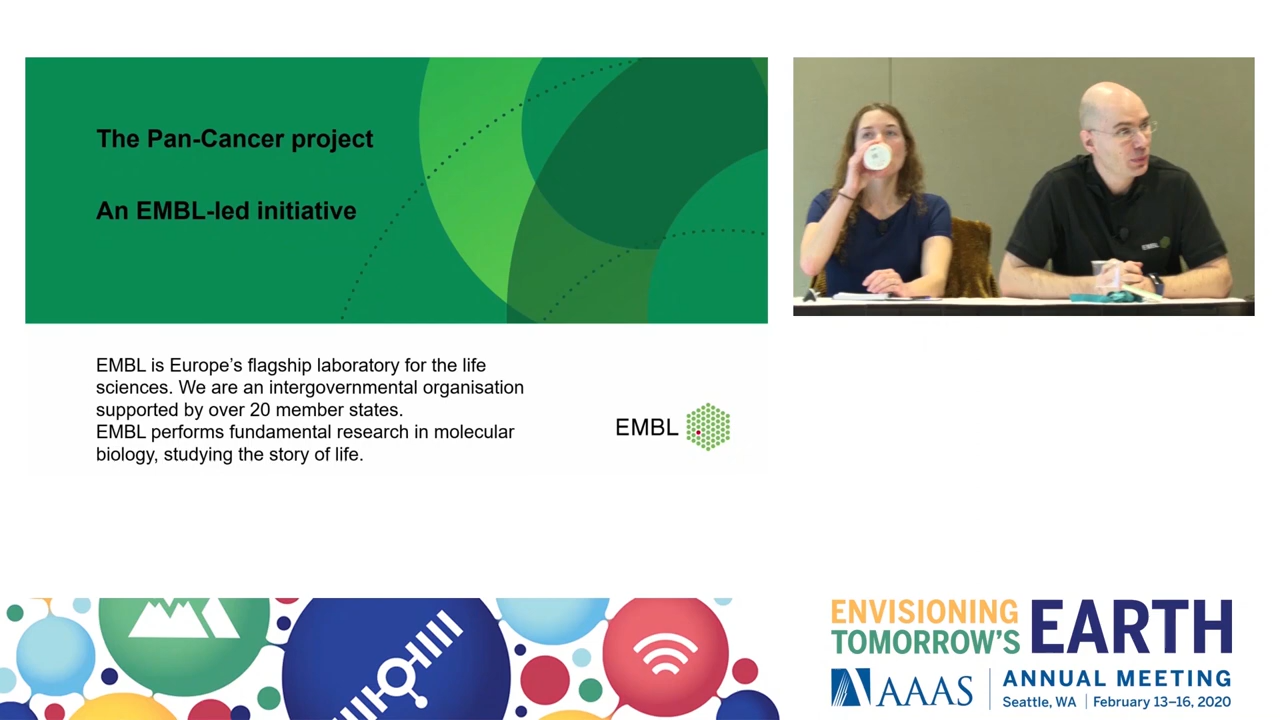 The Pan-Cancer project
An EMBL-led initiative
EMBL is Europe's flagship laboratory for the life
sciences. We are an intergovernmental organisation
supported by over 20 member states.
EMBL performs fundamental research in molecular
biology, studying the story of life.
EMBL
EMBL
ENVISIONING
TOMORROW'S
EARTH
AAAS
ANNUAL MEETING
Seattle, WA | February 13–16, 2020